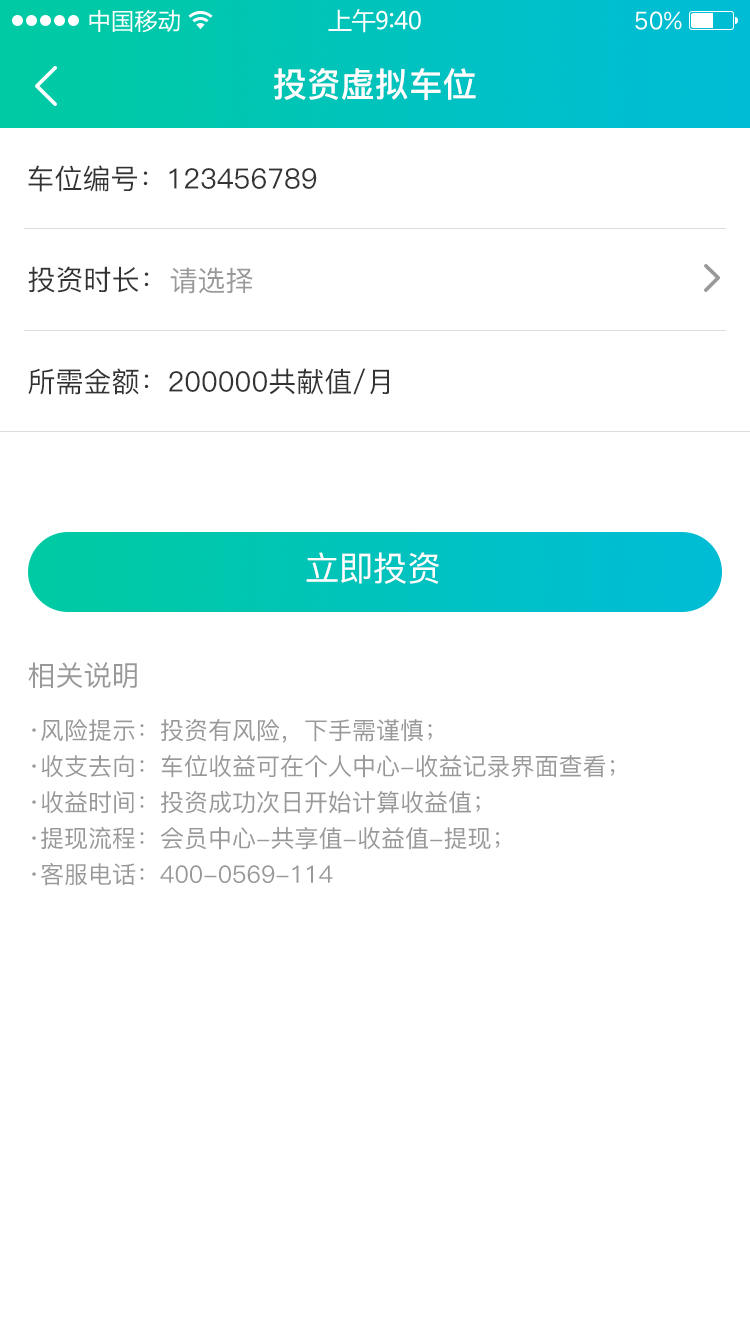 中国移动 上午9:40 50%
投资虚拟车位
车位编号：123456789
投资时长：请选择
所需金额：200000共献值/月
立即投资
相关说明
·风险提示：投资有风险，下手需谨慎；
·收支去向：车位收益可在个人中心-收益记录界面查看；
·收益时间：投资成功次日开始计算收益值；
·提现流程：会员中心-共享值-收益值-提现；
·客服电话：400-0569-114